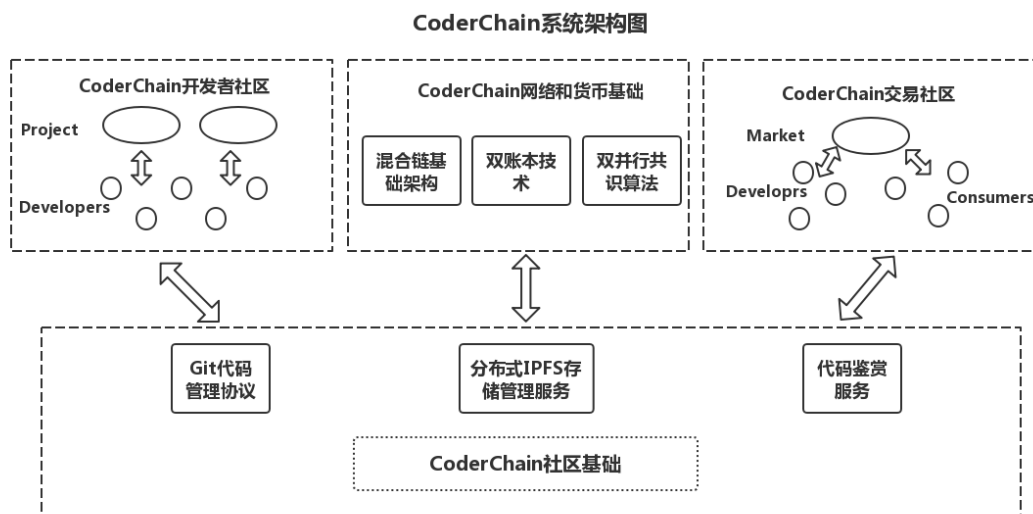 CoderChain系统架构图
CoderChain开发者社区
Project
Developers
CoderChain网络和货币基础
混合链基
础架构
双账本技
术
双并行共
识算法
CoderChain交易社区
Market
Developrs
Consumers
Git代码
管理协议
分布式IPFS存
储管理服务
代码鉴赏
服务
CoderChain社区基础